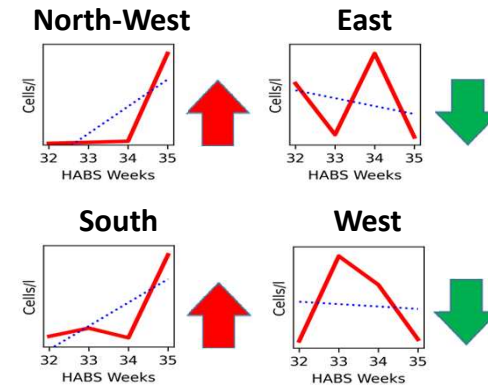 North-West
Cells/l
32 33 34 35
HABS Weeks
East
Cells/l
32 33 34 35
HABS Weeks
South
Cells/l
32 33 34 35
HABS Weeks
West
Cells/l
32 33 34 35
HABS Weeks